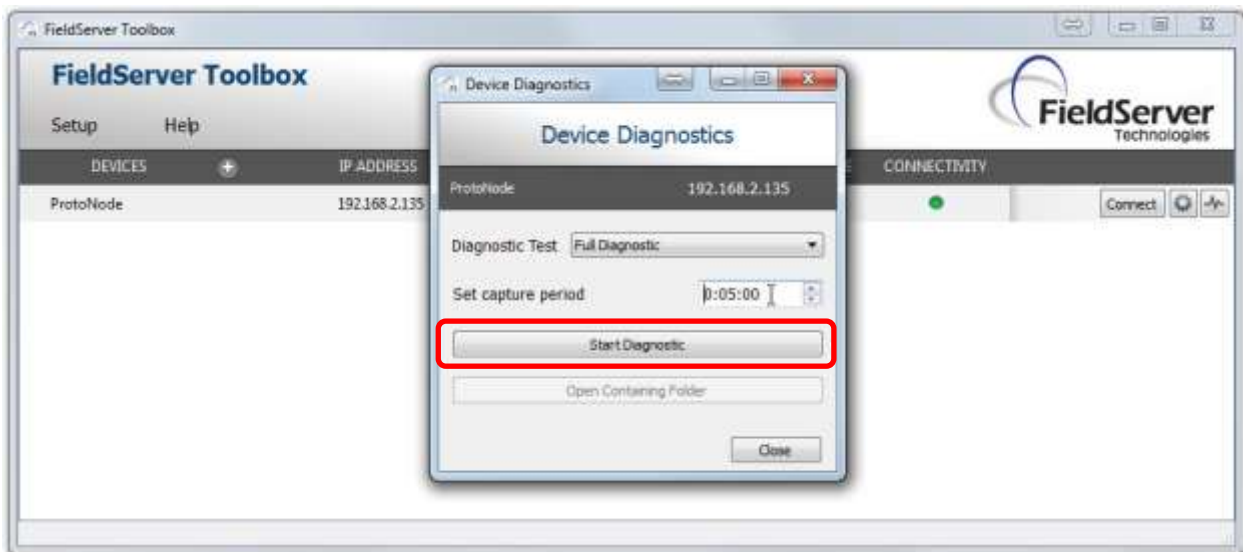 FieldServer Toolbox
FieldServer Toolbox
Setup Help
FieldServer
Technologies
DEVICES IP ADDRESS CONNECTIVITY
ProtoNode 192.168.2.135 Connect
Device Diagnostics
Device Diagnostics
ProtoNode 192.168.2.135
Diagnostic Test Full Diagnostic
Set capture period 0:05:00
Start Diagnostic
Open Containing Folder
Close